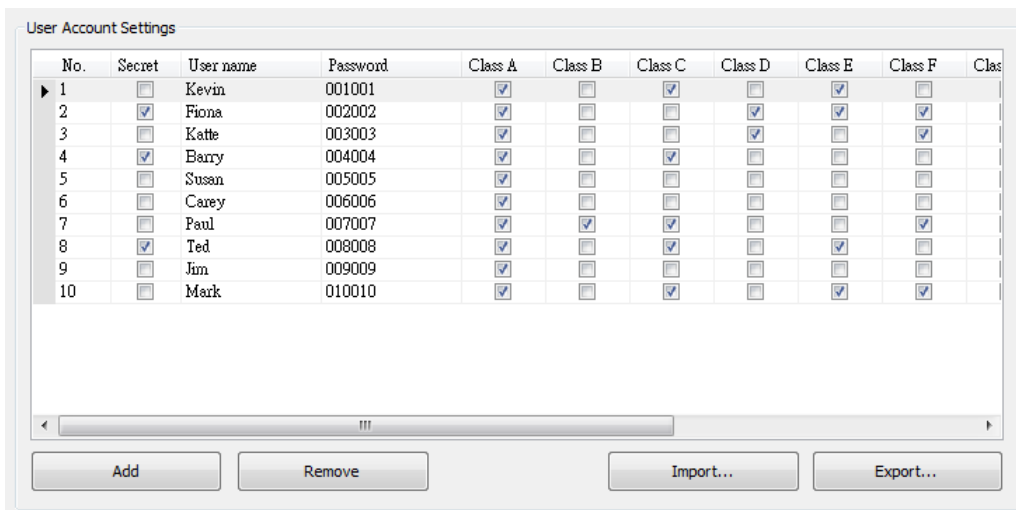 User Account Settings
No. Secret User name Password Class A Class B Class C Class D Class E Class F Clas
1 Kevin 001001
2 Fiona 002002
3 Katte 003003
4 Barry 004004
5 Susan 005005
6 Carey 006006
7 Paul 007007
8 Ted 008008
9 Jim 009009
10 Mark 010010
Add Remove Import... Export...